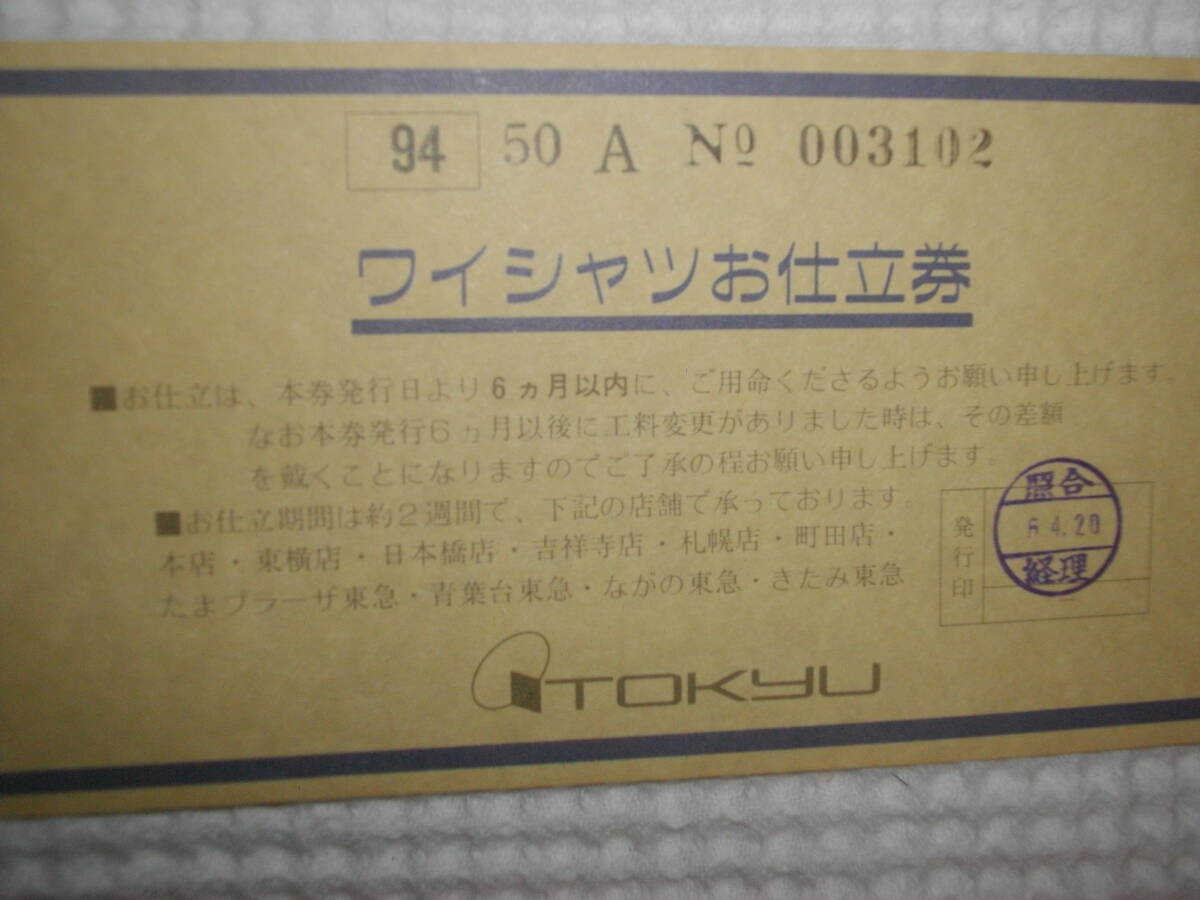 94 50 A Nº 003102
ワイシャツお仕立券
■お仕立は、本券発行日より6ヵ月以内に、ご用命くださるようお願い申し上げます。
なお本券発行6ヵ月以後に工料変更がありました時は、その差額
を戴くことになりますのでご了承の程お願い申し上げます。
■お仕立期間は約2週間で、下記の店舗で承っております。
本店・東横店・日本橋店・吉祥寺店・札幌店・町田店・
たまプラーザ東急・青葉台東急・ながの東急・きたみ東急
発行印
照合
6.4.20
経理
TOKYU